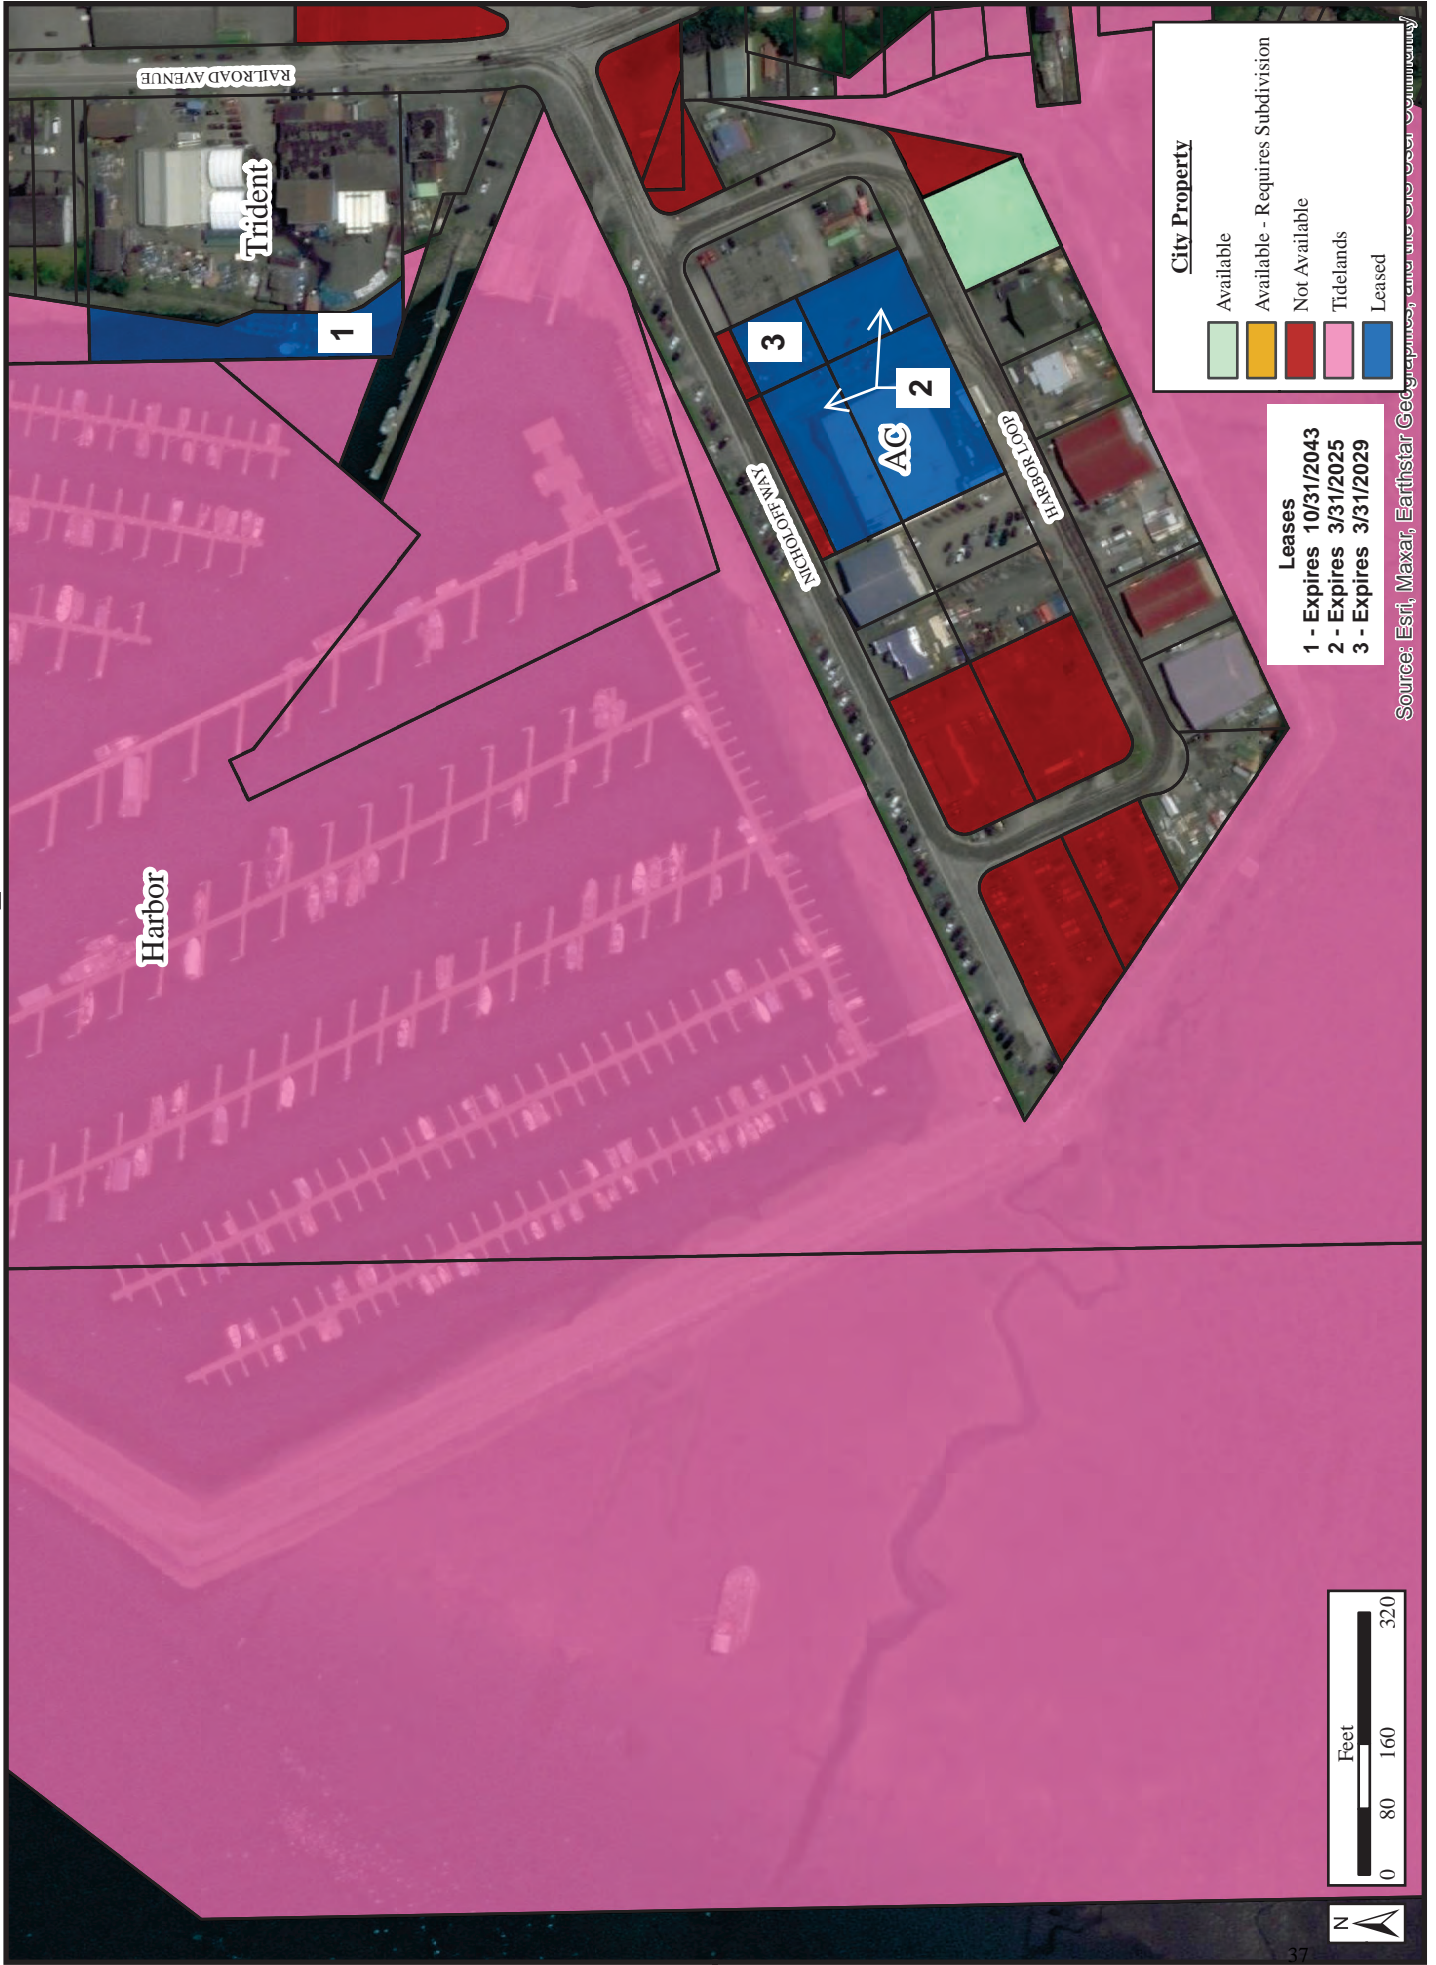 RAILROAD AVENUE
Trident
1
Harbor
3
2
AC
NICHOLOFF WAY
HARBOR LOOP
City Property
Available
Available - Requires Subdivision
Not Available
Tidelands
Leased
Leases
1 - Expires 10/31/2043
2 - Expires 3/31/2025
3 - Expires 3/31/2029
Source: Esri, Maxar, Earthstar Geographics, and the GIS User Community
Feet
0 80 160 320
N
37